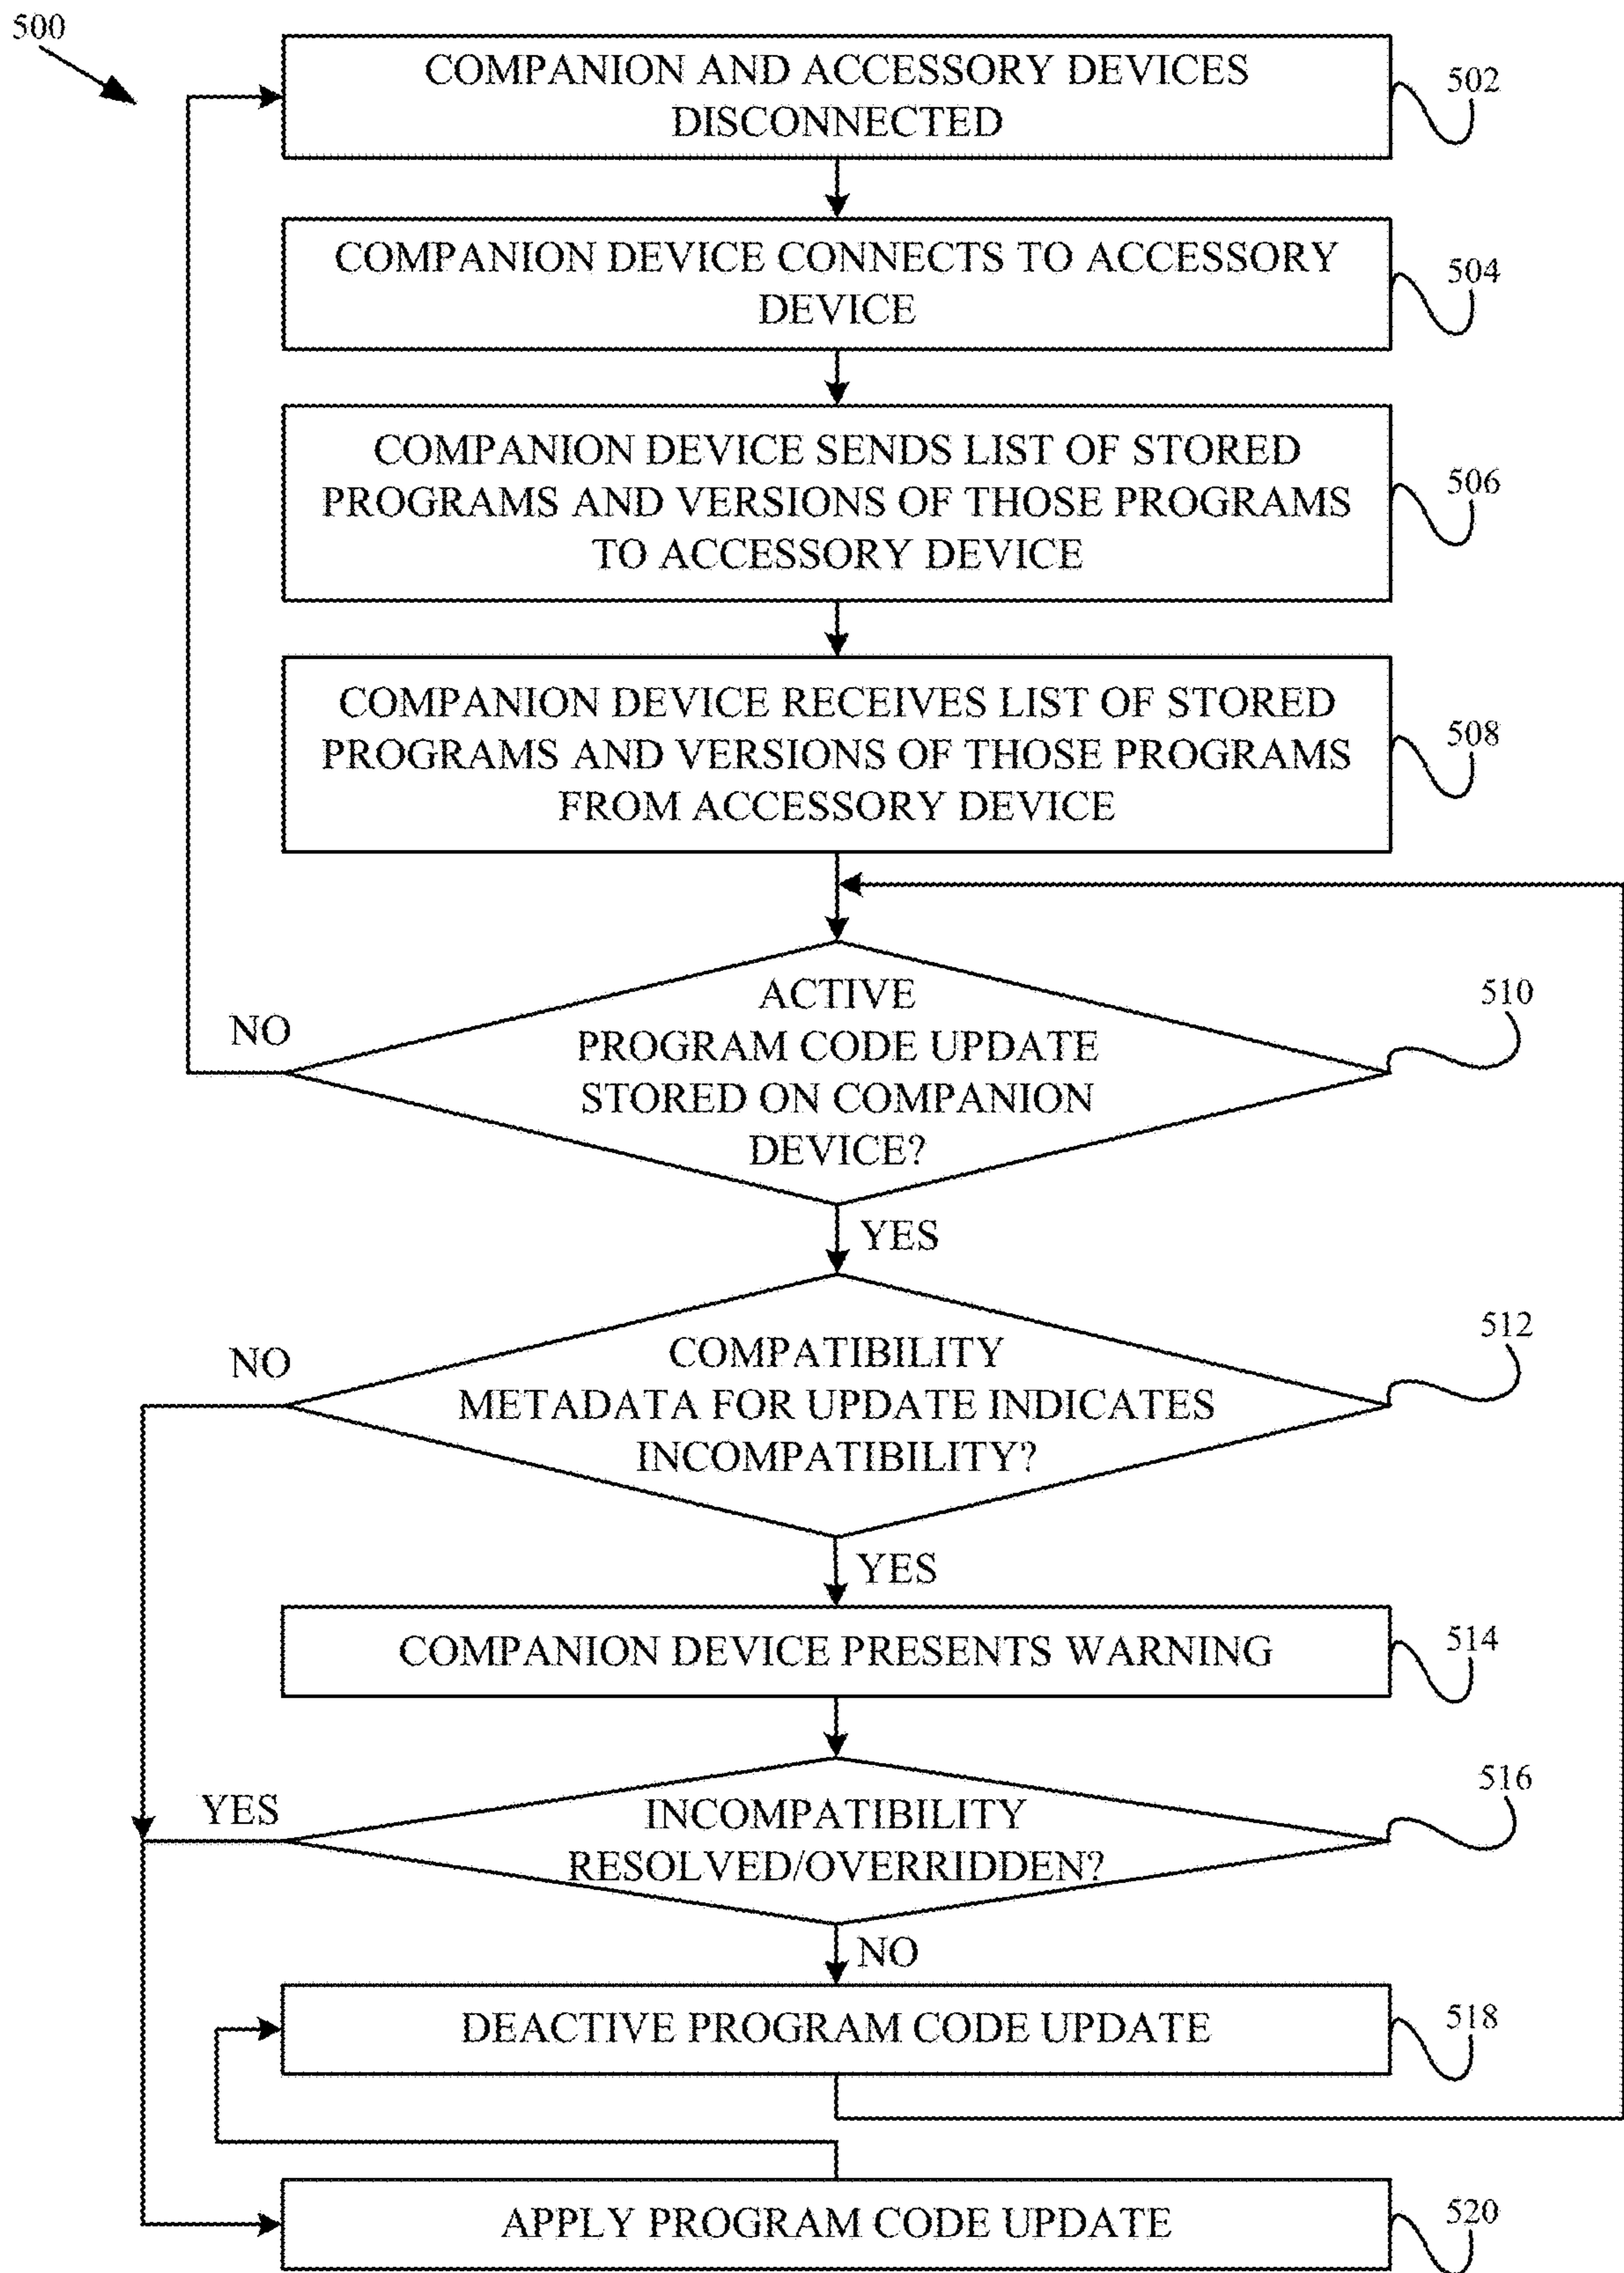 500
COMPANION AND ACCESSORY DEVICES
DISCONNECTED
502
COMPANION DEVICE CONNECTS TO ACCESSORY
DEVICE
504
COMPANION DEVICE SENDS LIST OF STORED
PROGRAMS AND VERSIONS OF THOSE PROGRAMS
TO ACCESSORY DEVICE
506
COMPANION DEVICE RECEIVES LIST OF STORED
PROGRAMS AND VERSIONS OF THOSE PROGRAMS
FROM ACCESSORY DEVICE
508
ACTIVE
PROGRAM CODE UPDATE
STORED ON COMPANION
DEVICE?
510
NO
YES
COMPATIBILITY
METADATA FOR UPDATE INDICATES
INCOMPATIBILITY?
512
NO
YES
COMPANION DEVICE PRESENTS WARNING
514
INCOMPATIBILITY
RESOLVED/OVERRIDDEN?
516
YES
NO
DEACTIVE PROGRAM CODE UPDATE
518
APPLY PROGRAM CODE UPDATE
520